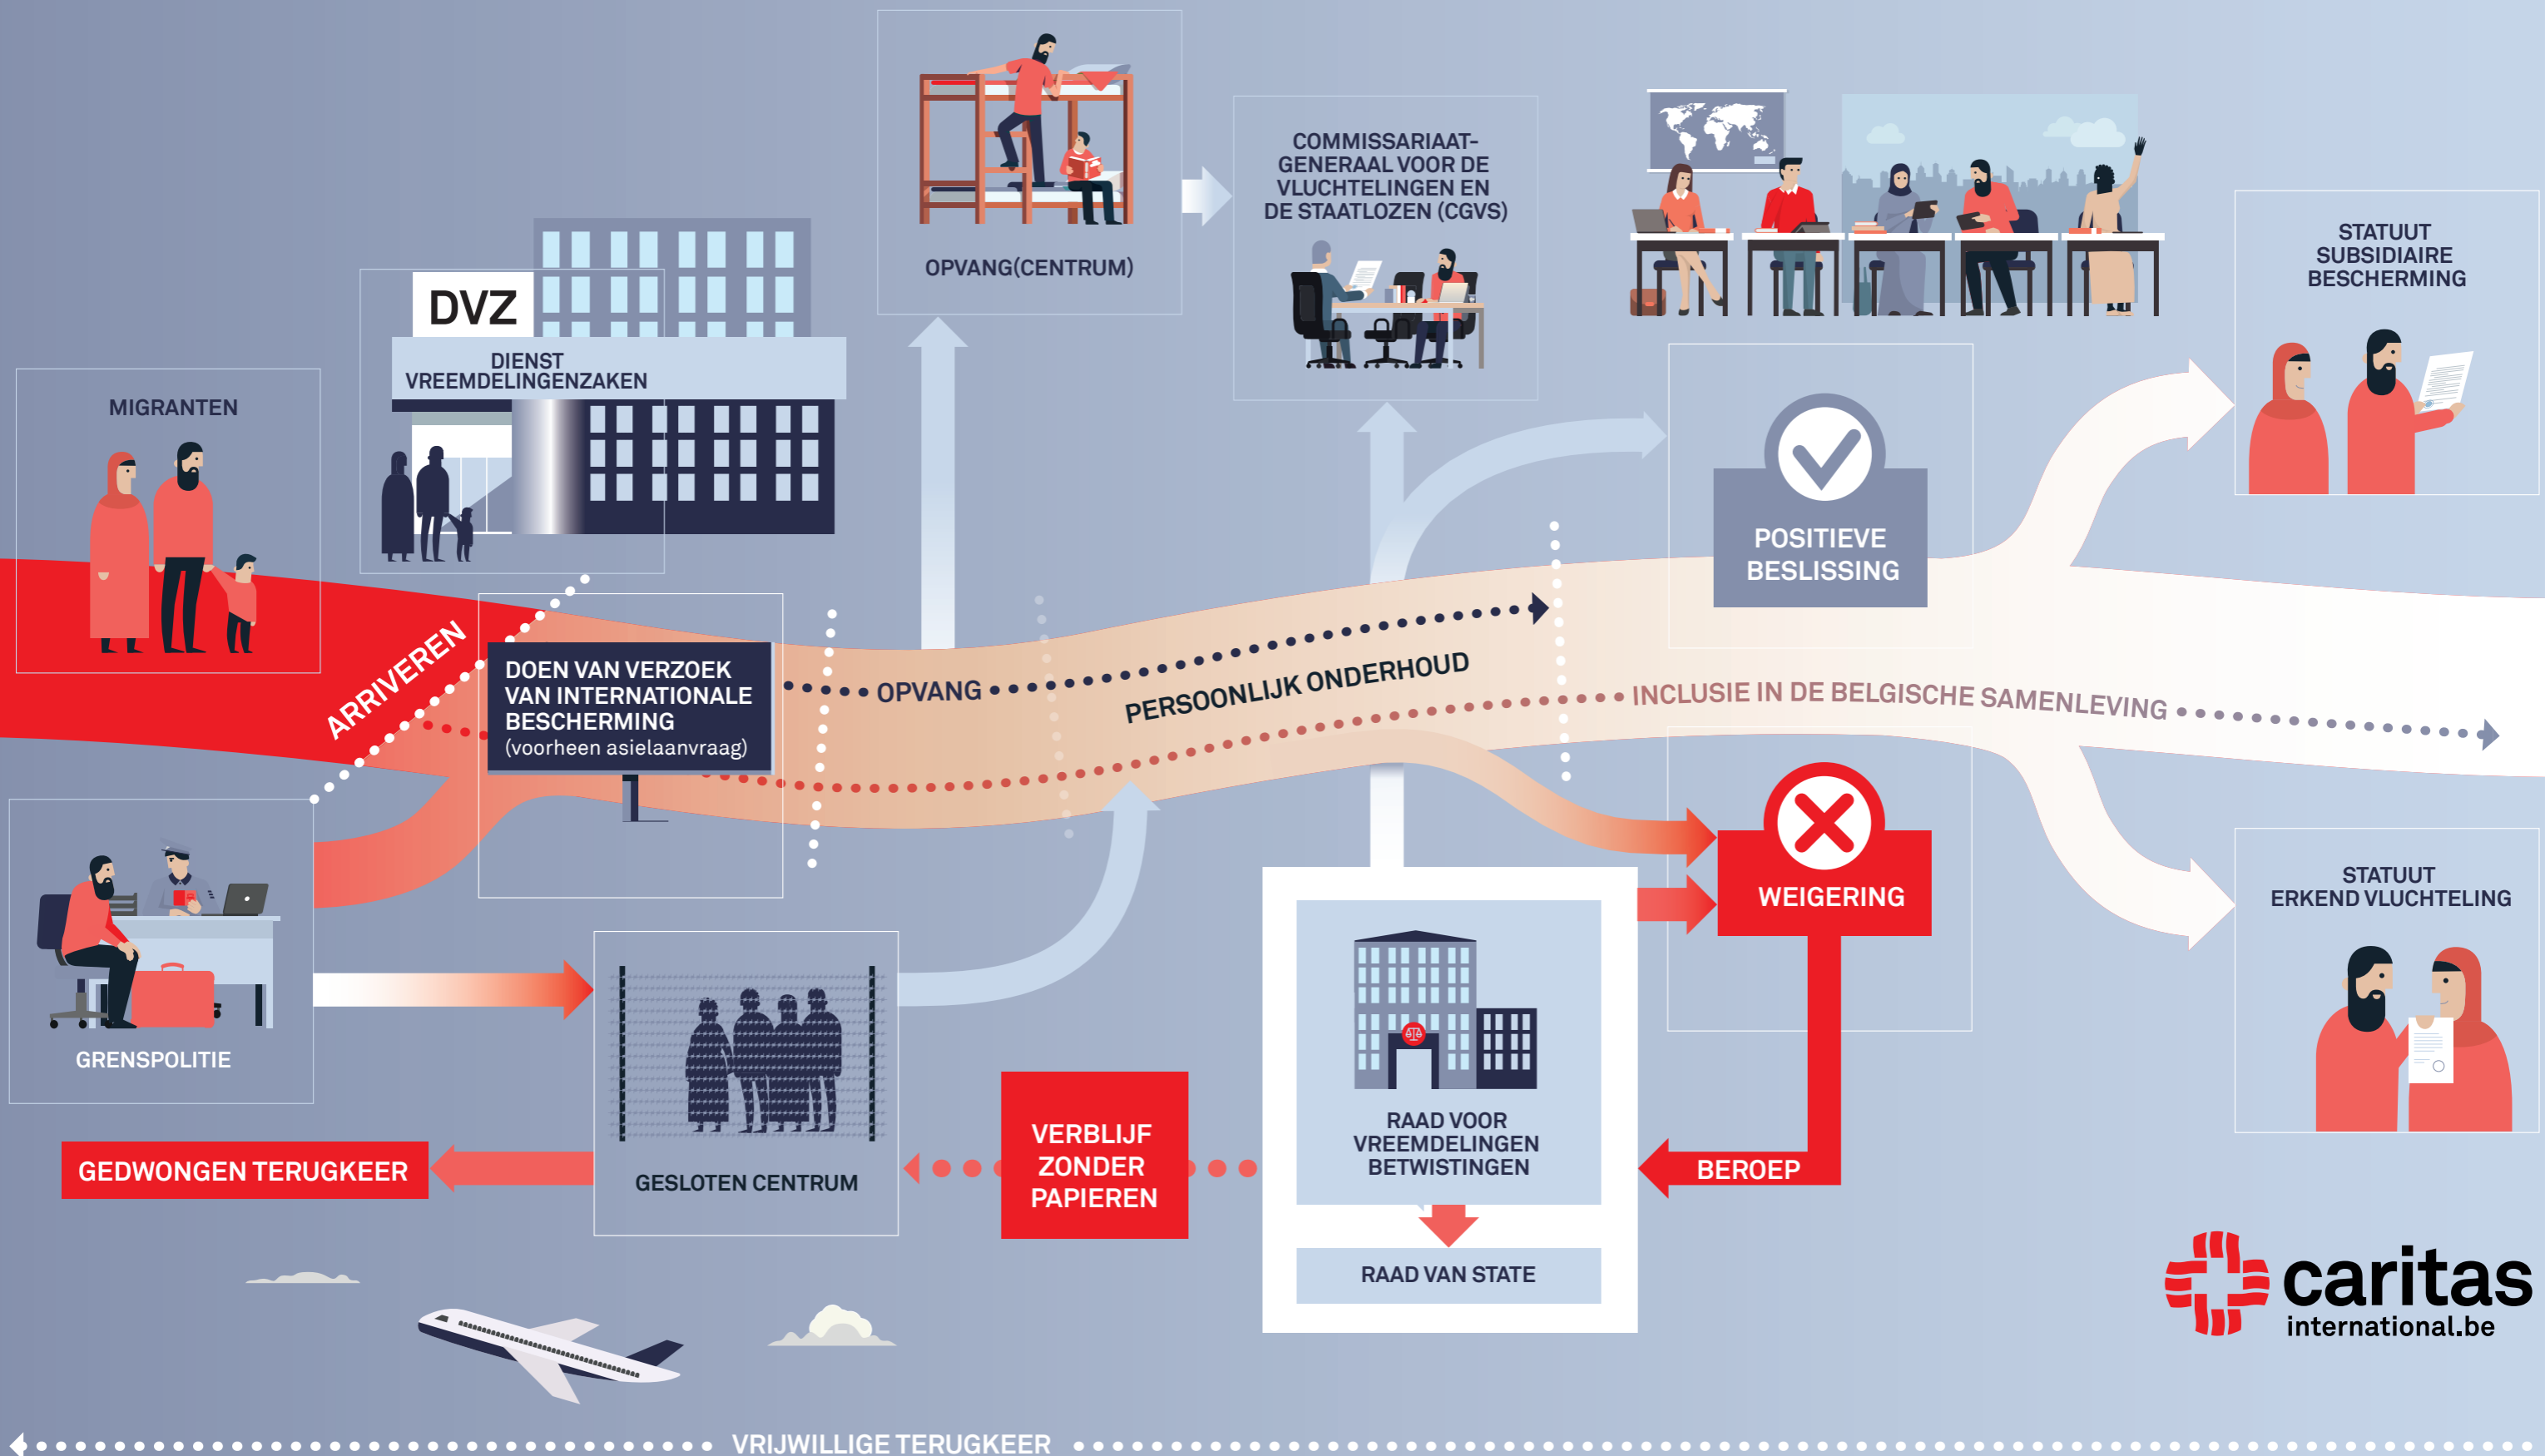 MIGRANTEN
DVZ
DIENST
VREEMDELINGENZAKEN
OPVANG(CENTRUM)
COMMISSARIAAT-
GENERAAL VOOR DE
VLUCHTELINGEN EN
DE STAATLOZEN (CGVS)
STATUUT
SUBSIDIAIRE
BESCHERMING
ARRIVEREN
DOEN VAN VERZOEK
VAN INTERNATIONALE
BESCHERMING
(voorheen asielaanvraag)
OPVANG
PERSOONLIJK ONDERHOUD
POSITIEVE
BESLISSING
INCLUSIE IN DE BELGISCHE SAMENLEVING
WEIGERING
STATUUT
ERKEND VLUCHTELING
GRENSPOLITIE
GEDWONGEN TERUGKEER
GESLOTEN CENTRUM
VERBLIJF
ZONDER
PAPIEREN
RAAD VOOR
VREEMDELINGEN
BETWISTINGEN
BEROEP
RAAD VAN STATE
caritas
international.be
VRIJWILLIGE TERUGKEER